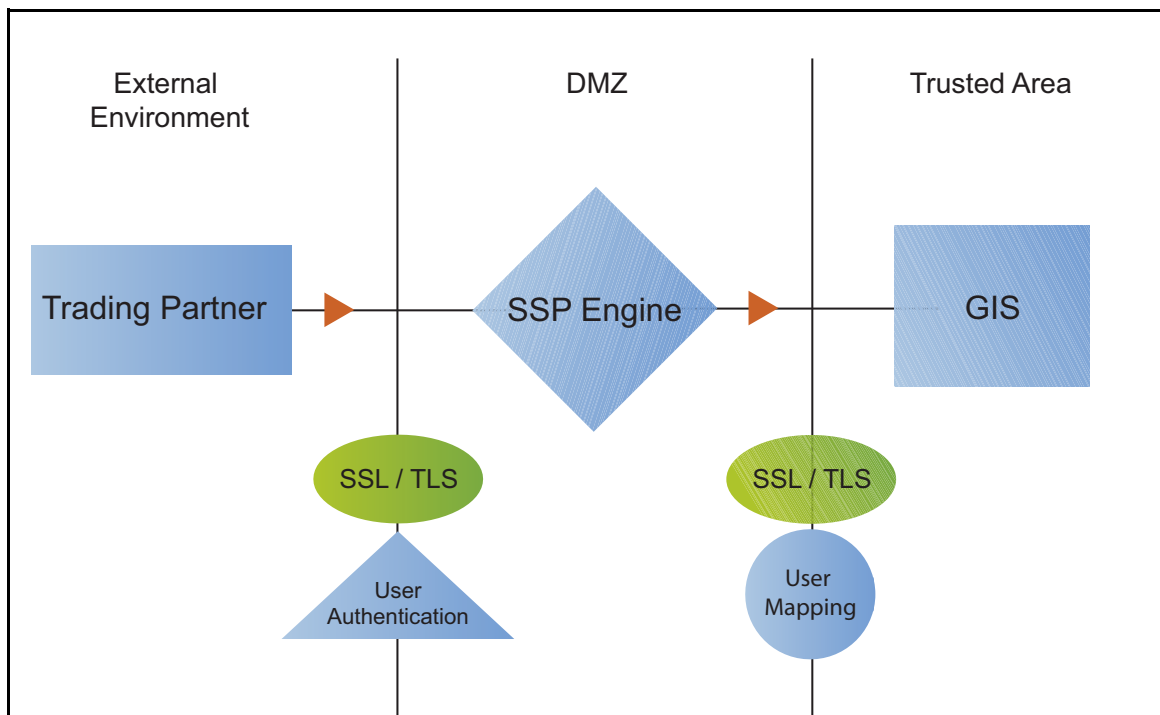 External
Environment
DMZ
Trusted Area
Trading Partner
SSP Engine
GIS
SSL / TLS
SSL / TLS
User
Authentication
User
Mapping